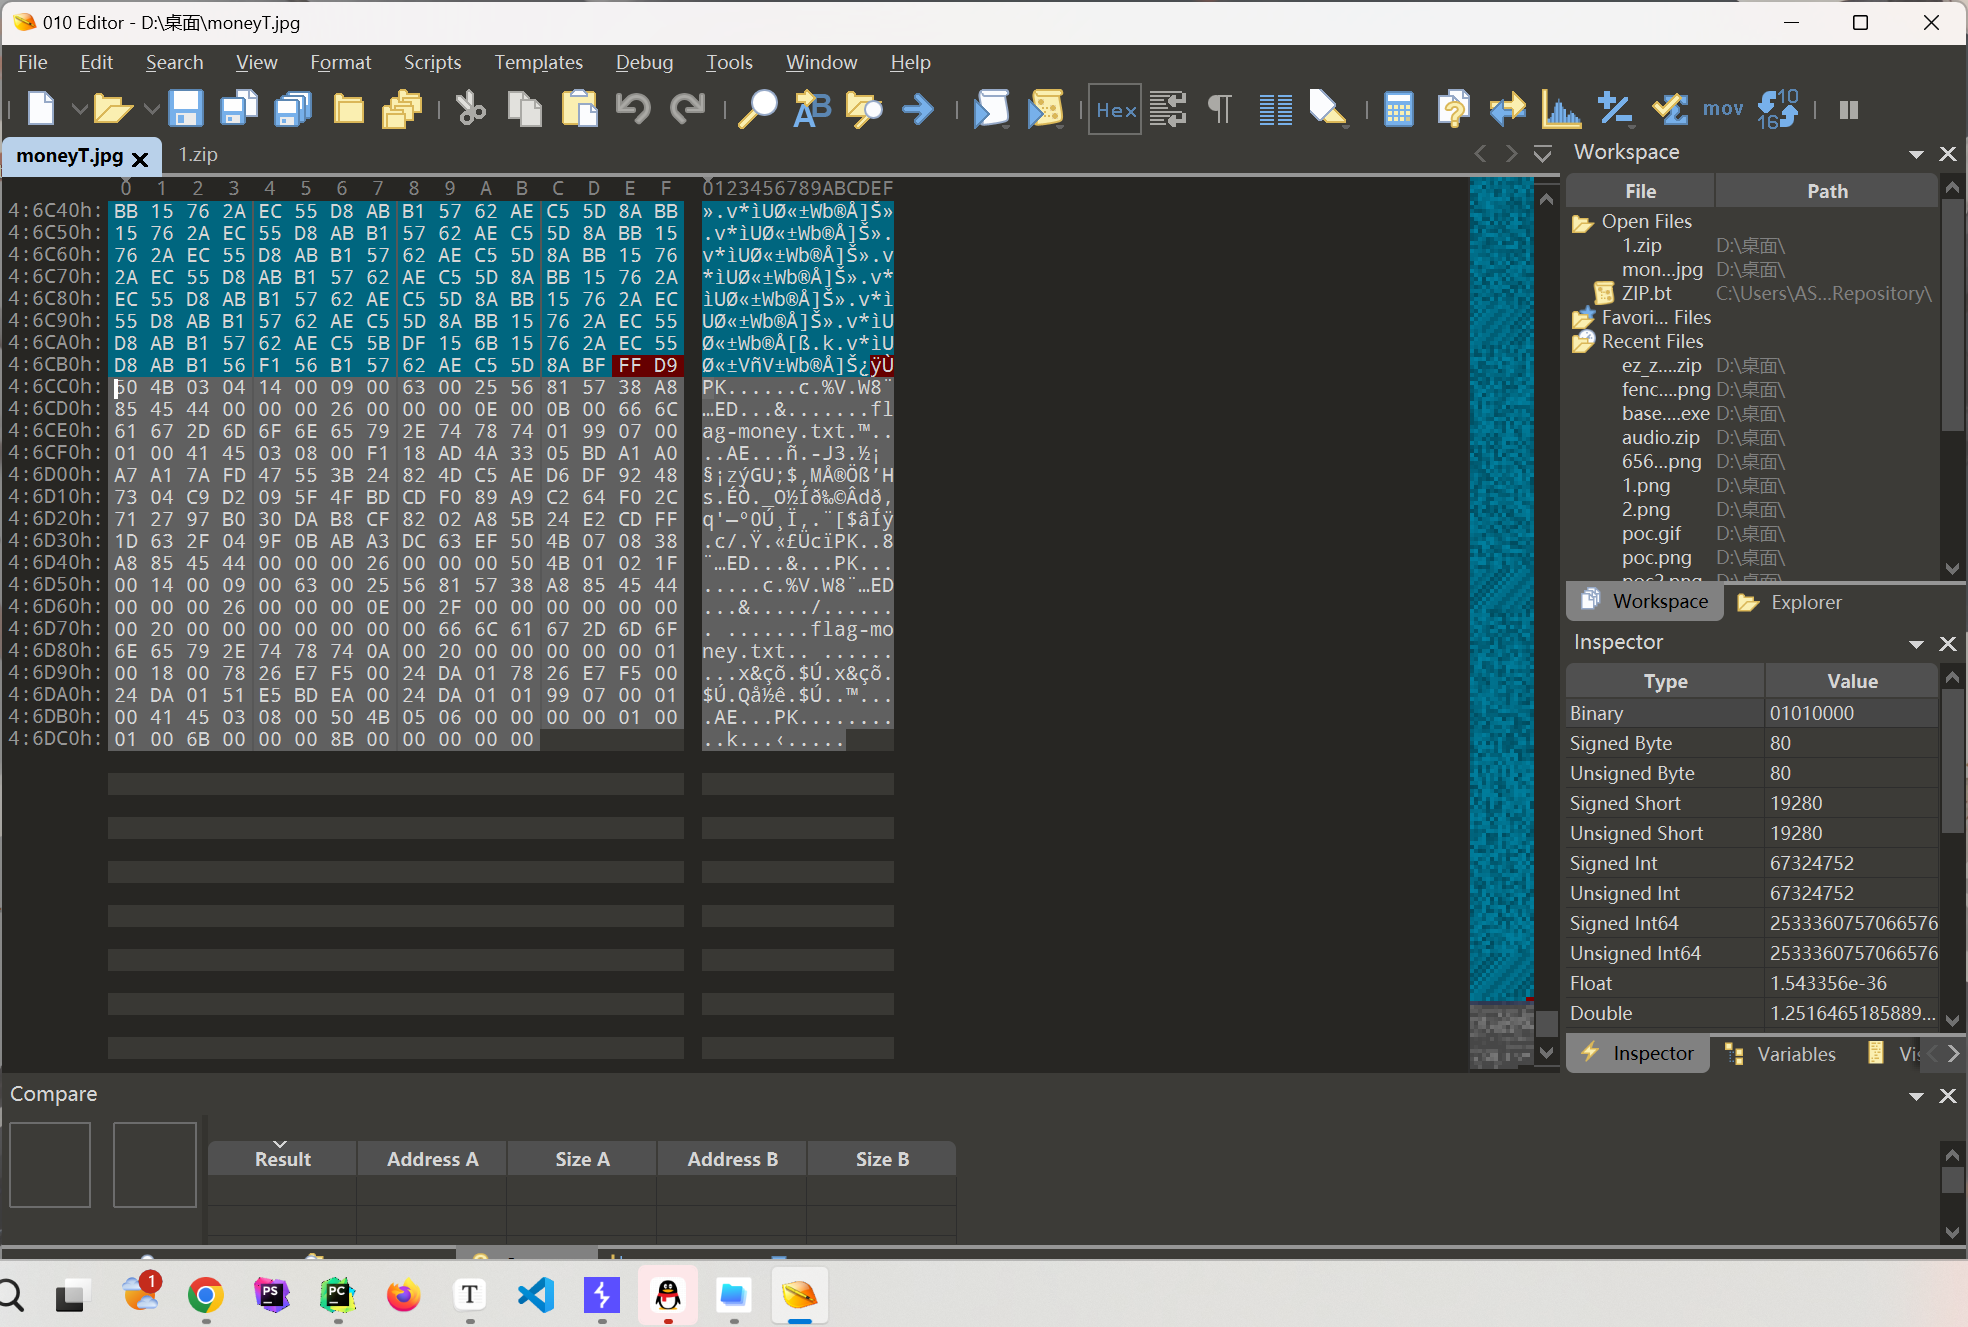 010 Editor - D:\桌面\moneyT.jpg
File Edit Search View Format Scripts Templates Debug Tools Window Help
Hex mov 10 16
moneyT.jpg 1.zip
0 1 2 3 4 5 6 7 8 9 A B C D E F 0123456789ABCDEF
4:6C40h: BB 15 76 2A EC 55 D8 AB B1 57 62 AE C5 5D 8A BB ».v*ìUØ«±Wb®Å]Š»
4:6C50h: 15 76 2A EC 55 D8 AB B1 57 62 AE C5 5D 8A BB 15 .v*ìUØ«±Wb®Å]Š».
4:6C60h: 76 2A EC 55 D8 AB B1 57 62 AE C5 5D 8A BB 15 76 v*ìUØ«±Wb®Å]Š».v
4:6C70h: 2A EC 55 D8 AB B1 57 62 AE C5 5D 8A BB 15 76 2A *ìUØ«±Wb®Å]Š».v*
4:6C80h: EC 55 D8 AB B1 57 62 AE C5 5D 8A BB 15 76 2A EC ìUØ«±Wb®Å]Š».v*ì
4:6C90h: 55 D8 AB B1 57 62 AE C5 5D 8A BB 15 76 2A EC 55 UØ«±Wb®Å]Š».v*ìU
4:6CA0h: D8 AB B1 57 62 AE C5 5B DF 15 6B 15 76 2A EC 55 Ø«±Wb®Å[ß.k.v*ìU
4:6CB0h: D8 AB B1 56 F1 56 B1 57 62 AE C5 5D 8A BF FF D9 Ø«±VñV±Wb®Å]Š¿ÿÙ
4:6CC0h: 50 4B 03 04 14 00 09 00 63 00 25 56 81 57 38 A8 PK......c.%V.W8¨
4:6CD0h: 85 45 44 00 00 00 26 00 00 00 0E 00 0B 00 66 6C …ED...&.......fl
4:6CE0h: 61 67 2D 6D 6F 6E 65 79 2E 74 78 74 01 99 07 00 ag-money.txt.™..
4:6CF0h: 01 00 41 45 03 08 00 F1 18 AD 4A 33 05 BD A1 A0 ..AE...ñ.-J3.½¡
4:6D00h: A7 A1 7A FD 47 55 3B 24 82 4D C5 AE D6 DF 92 48 §¡zýGU;$‚MÅ®Öß’H
4:6D10h: 73 04 C9 D2 09 5F 4F BD CD F0 89 A9 C2 64 F0 2C s.ÉÒ._O½Íð‰©Âdð,
4:6D20h: 71 27 97 B0 30 DA B8 CF 82 02 A8 5B 24 E2 CD FF q'—°0Ú¸Ï‚.¨[$âÍÿ
4:6D30h: 1D 63 2F 04 9F 0B AB A3 DC 63 EF 50 4B 07 08 38 .c/.Ÿ.«£ÜcïPK..8
4:6D40h: A8 85 45 44 00 00 00 26 00 00 00 50 4B 01 02 1F ¨…ED...&...PK....
4:6D50h: 00 14 00 09 00 63 00 25 56 81 57 38 A8 85 45 44 .....c.%V.W8¨…ED
4:6D60h: 00 00 00 26 00 00 00 0E 00 2F 00 00 00 00 00 00 ...&...../......
4:6D70h: 00 20 00 00 00 00 00 00 00 66 6C 61 67 2D 6D 6F . .......flag-mo
4:6D80h: 6E 65 79 2E 74 78 74 0A 00 20 00 00 00 00 00 01 ney.txt.. ......
4:6D90h: 00 18 00 78 26 E7 F5 00 24 DA 01 78 26 E7 F5 00 ...x&çõ.$Ú.x&çõ.
4:6DA0h: 24 DA 01 51 E5 BD EA 00 24 DA 01 01 99 07 00 01 $Ú.Qå½ê.$Ú..™...
4:6DB0h: 00 41 45 03 08 00 50 4B 05 06 00 00 00 00 01 00 .AE...PK........
4:6DC0h: 01 00 6B 00 00 00 8B 00 00 00 00 00 ..k...‹.....
Workspace
File Path
Open Files
1.zip D:\桌面\
mon...jpg D:\桌面\
ZIP.bt C:\Users\AS...Repository\
Favori... Files
Recent Files
ez_z....zip D:\桌面\
fenc....png D:\桌面\
base....exe D:\桌面\
audio.zip D:\桌面\
656...png D:\桌面\
1.png D:\桌面\
2.png D:\桌面\
poc.gif D:\桌面\
poc.png D:\桌面\
poc2.png D:\桌面\
Workspace Explorer
Inspector
Type Value
Binary 01010000
Signed Byte 80
Unsigned Byte 80
Signed Short 19280
Unsigned Short 19280
Signed Int 67324752
Unsigned Int 67324752
Signed Int64 2533360757066576
Unsigned Int64 2533360757066576
Float 1.543356e-36
Double 1.2516465185889...
Inspector Variables Vis
Compare
Result Address A Size A Address B Size B
1
PS
PC
T